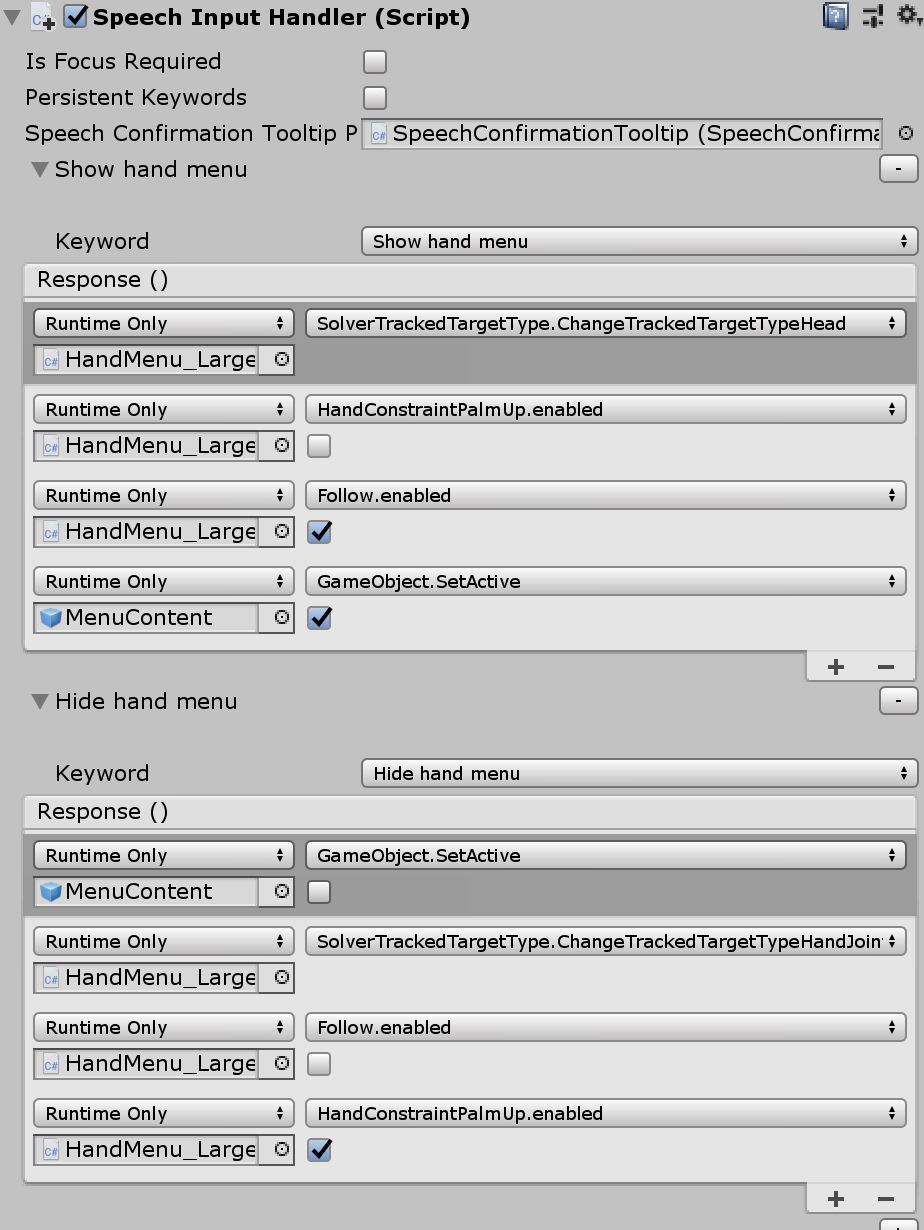 Speech Input Handler (Script)
Is Focus Required
Persistent Keywords
Speech Confirmation Tooltip P SpeechConfirmationTooltip (SpeechConfirma
Show hand menu -
Keyword Show hand menu
Response ()
Runtime Only SolverTrackedTargetType.ChangeTrackedTargetTypeHead
C# HandMenu_Large
Runtime Only HandConstraintPalmUp.enabled
C# HandMenu_Large
Runtime Only Follow.enabled
C# HandMenu_Large
Runtime Only GameObject.SetActive
MenuContent
+ −
Hide hand menu -
Keyword Hide hand menu
Response ()
Runtime Only GameObject.SetActive
MenuContent
Runtime Only SolverTrackedTargetType.ChangeTrackedTargetTypeHandJoin
C# HandMenu_Large
Runtime Only Follow.enabled
C# HandMenu_Large
Runtime Only HandConstraintPalmUp.enabled
C# HandMenu_Large
+ −